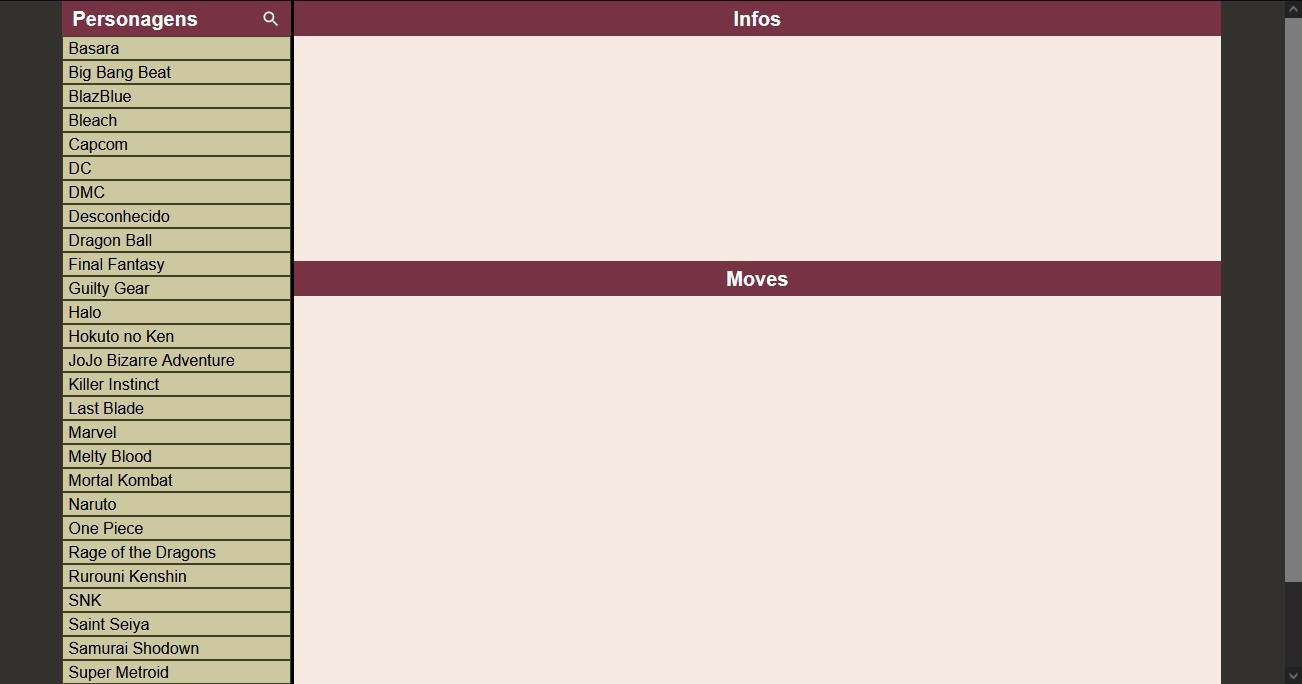 Personagens
Basara
Big Bang Beat
BlazBlue
Bleach
Capcom
DC
DMC
Desconhecido
Dragon Ball
Final Fantasy
Guilty Gear
Halo
Hokuto no Ken
JoJo Bizarre Adventure
Killer Instinct
Last Blade
Marvel
Melty Blood
Mortal Kombat
Naruto
One Piece
Rage of the Dragons
Rurouni Kenshin
SNK
Saint Seiya
Samurai Shodown
Super Metroid
Infos
Moves